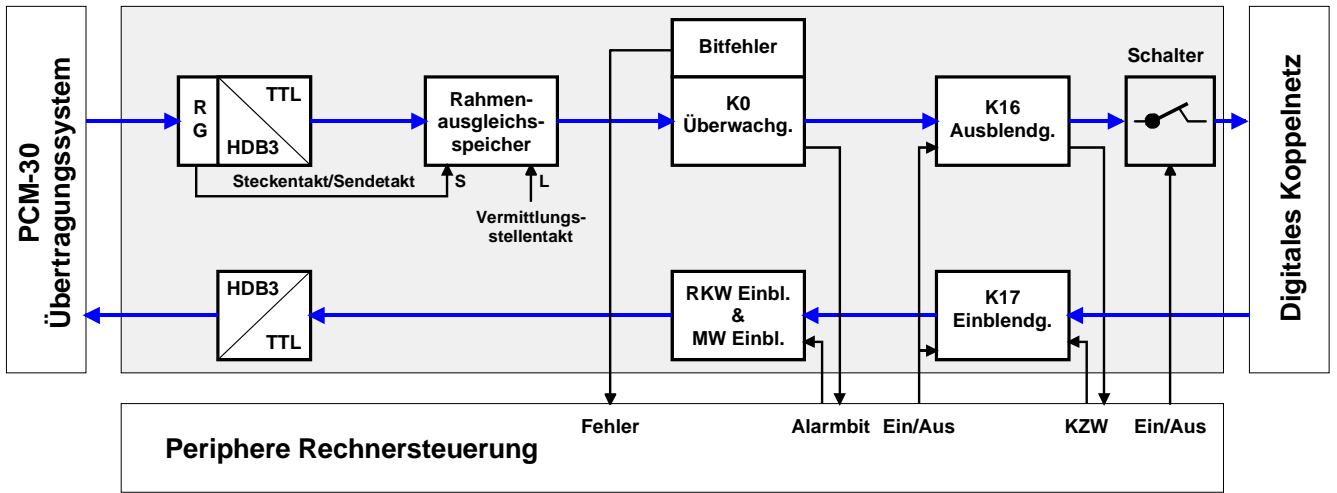 PCM-30
Übertragungssystem
R
G
TTL
HDB3
Steckentakt/Sendetakt
Rahmen-
ausgleichs-
speicher
S
L
Vermittlungs-
stellentakt
Bitfehler
K0
Überwachg.
K16
Ausblendg.
Schalter
Digitales Koppelnetz
HDB3
TTL
RKW Einbl.
&
MW Einbl.
K17
Einblendg.
Fehler
Alarmbit
Ein/Aus
KZW
Ein/Aus
Periphere Rechnersteuerung